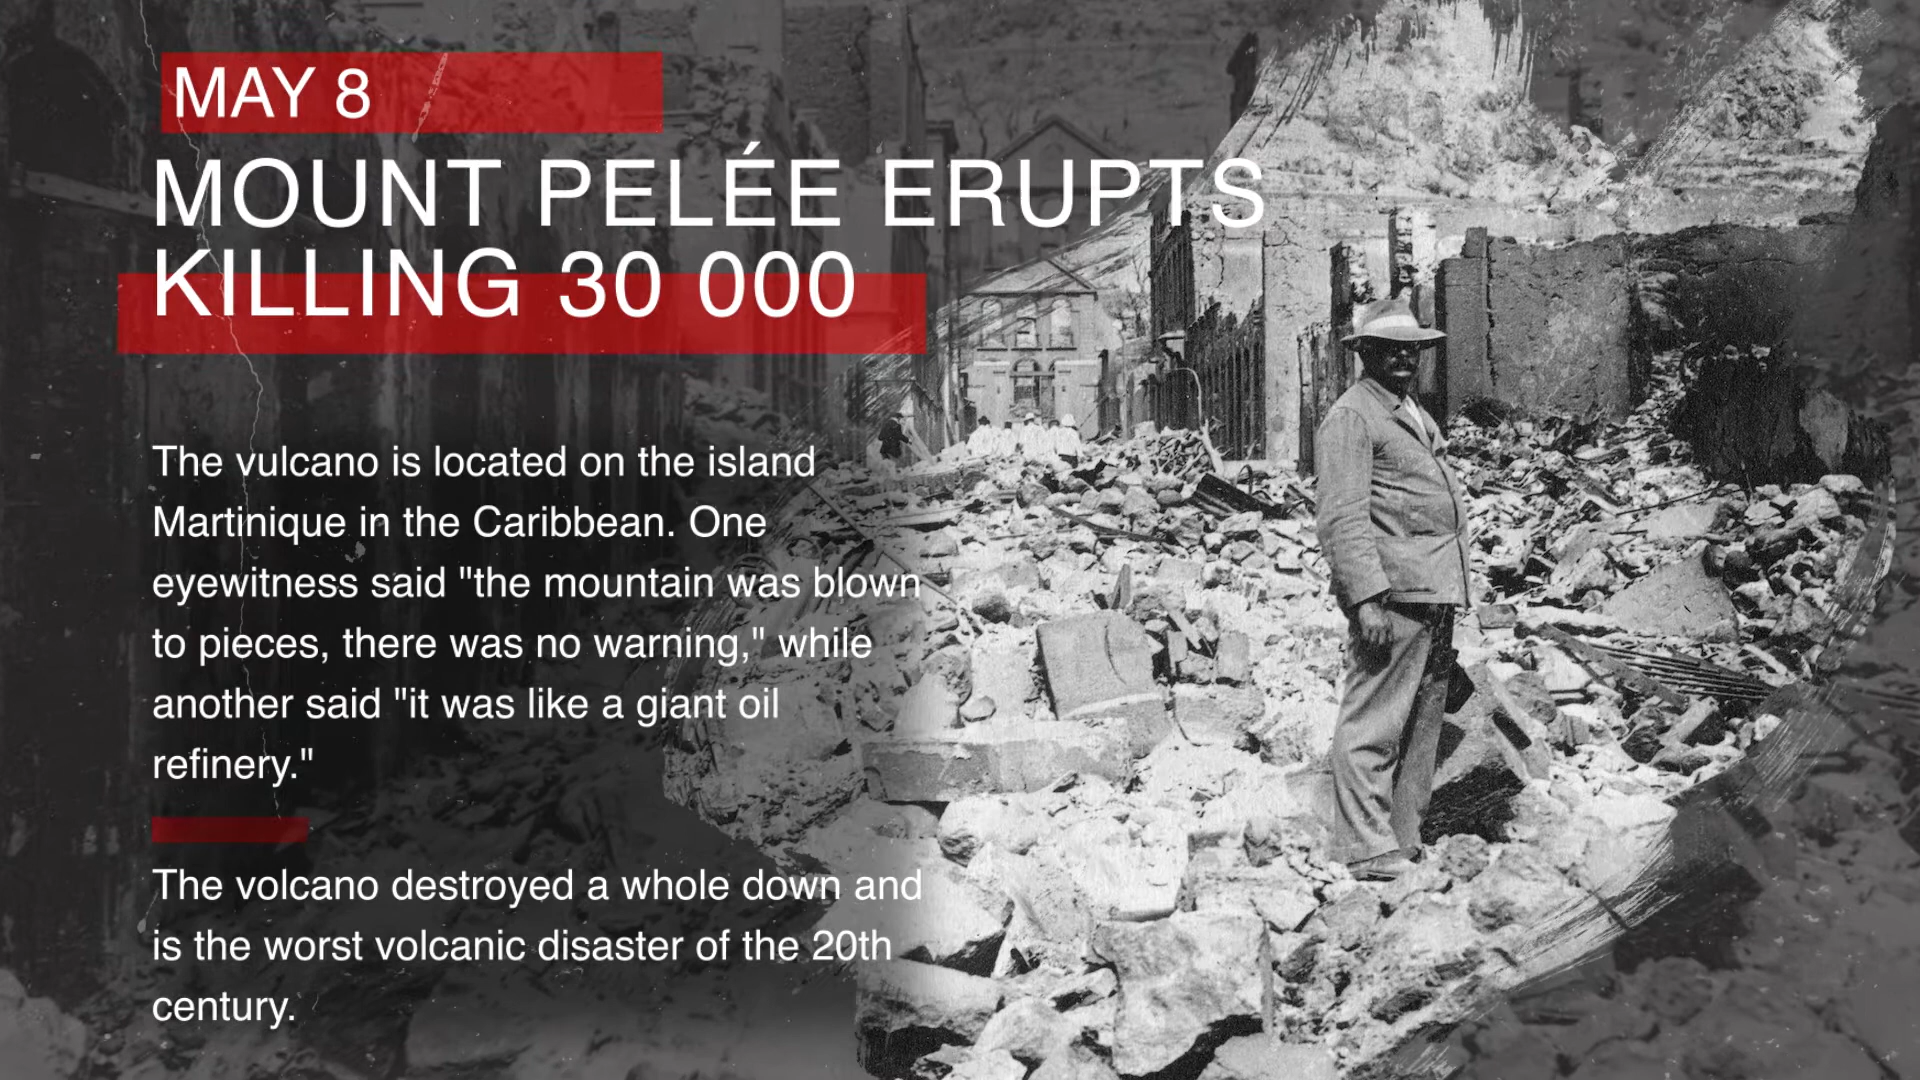 MAY 8
MOUNT PELÉE ERUPTS
KILLING 30 000
The vulcano is located on the island
Martinique in the Caribbean. One
eyewitness said "the mountain was blown
to pieces, there was no warning," while
another said "it was like a giant oil
refinery."
The volcano destroyed a whole down and
is the worst volcanic disaster of the 20th
century.